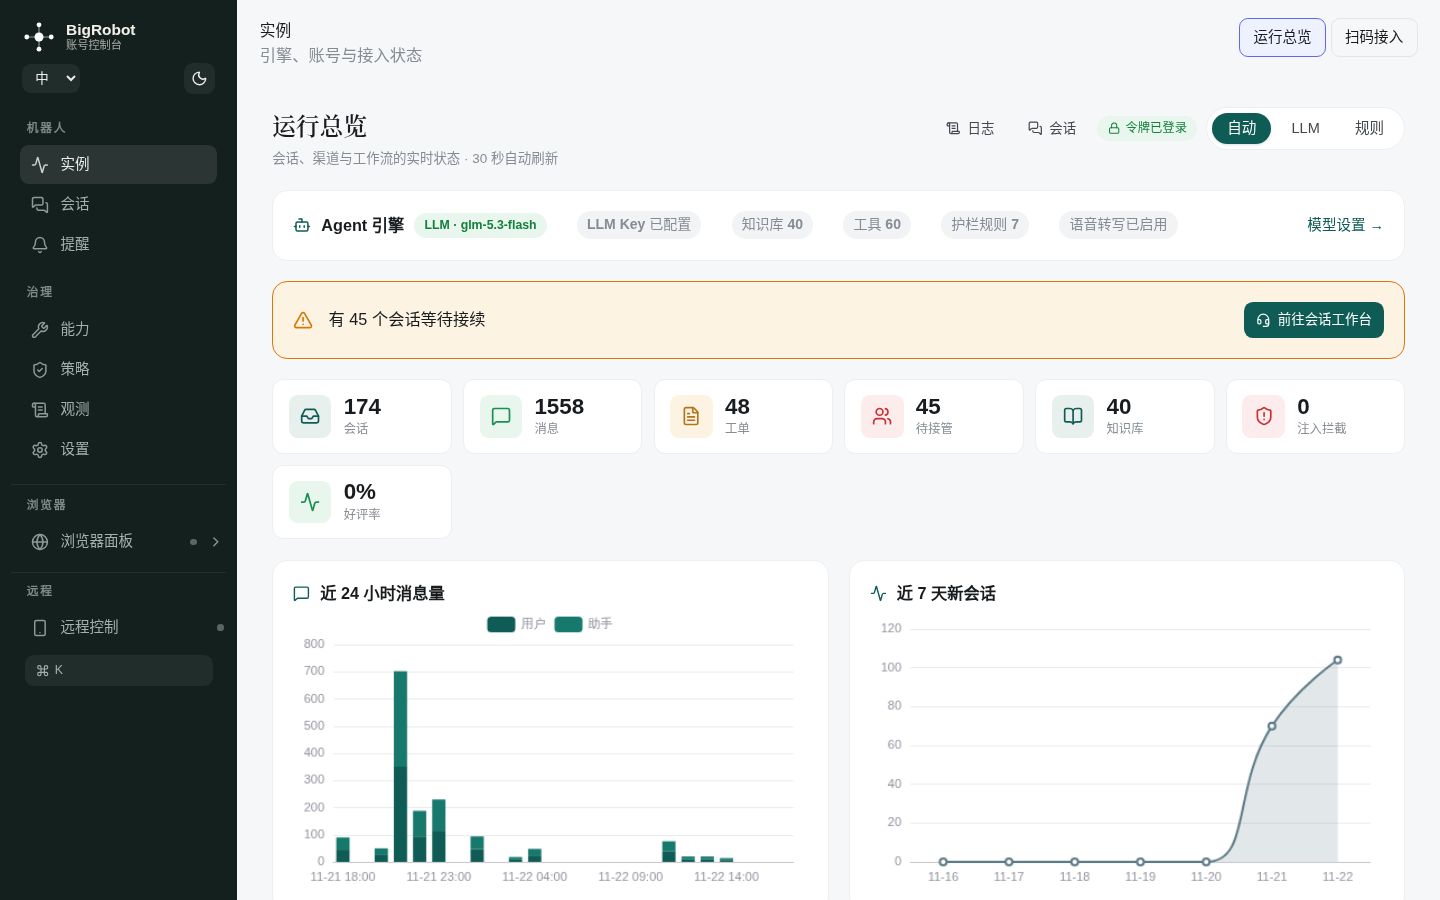 BigRobot
账号控制台
中
机器人
实例
会话
提醒
治理
能力
策略
观测
设置
浏览器
浏览器面板
远程
远程控制
⌘ K
实例
引擎、账号与接入状态
运行总览
扫码接入
运行总览
会话、渠道与工作流的实时状态 · 30 秒自动刷新
日志
会话
令牌已登录
自动
LLM
规则
Agent 引擎
LLM · glm-5.3-flash
LLM Key 已配置
知识库 40
工具 60
护栏规则 7
语音转写已启用
模型设置 →
有 45 个会话等待接续
前往会话工作台
174
会话
1558
消息
48
工单
45
待接管
40
知识库
0
注入拦截
0%
好评率
近 24 小时消息量
用户
助手
800
700
600
500
400
300
200
100
0
11-21 18:00
11-21 23:00
11-22 04:00
11-22 09:00
11-22 14:00
近 7 天新会话
120
100
80
60
40
20
0
11-16
11-17
11-18
11-19
11-20
11-21
11-22